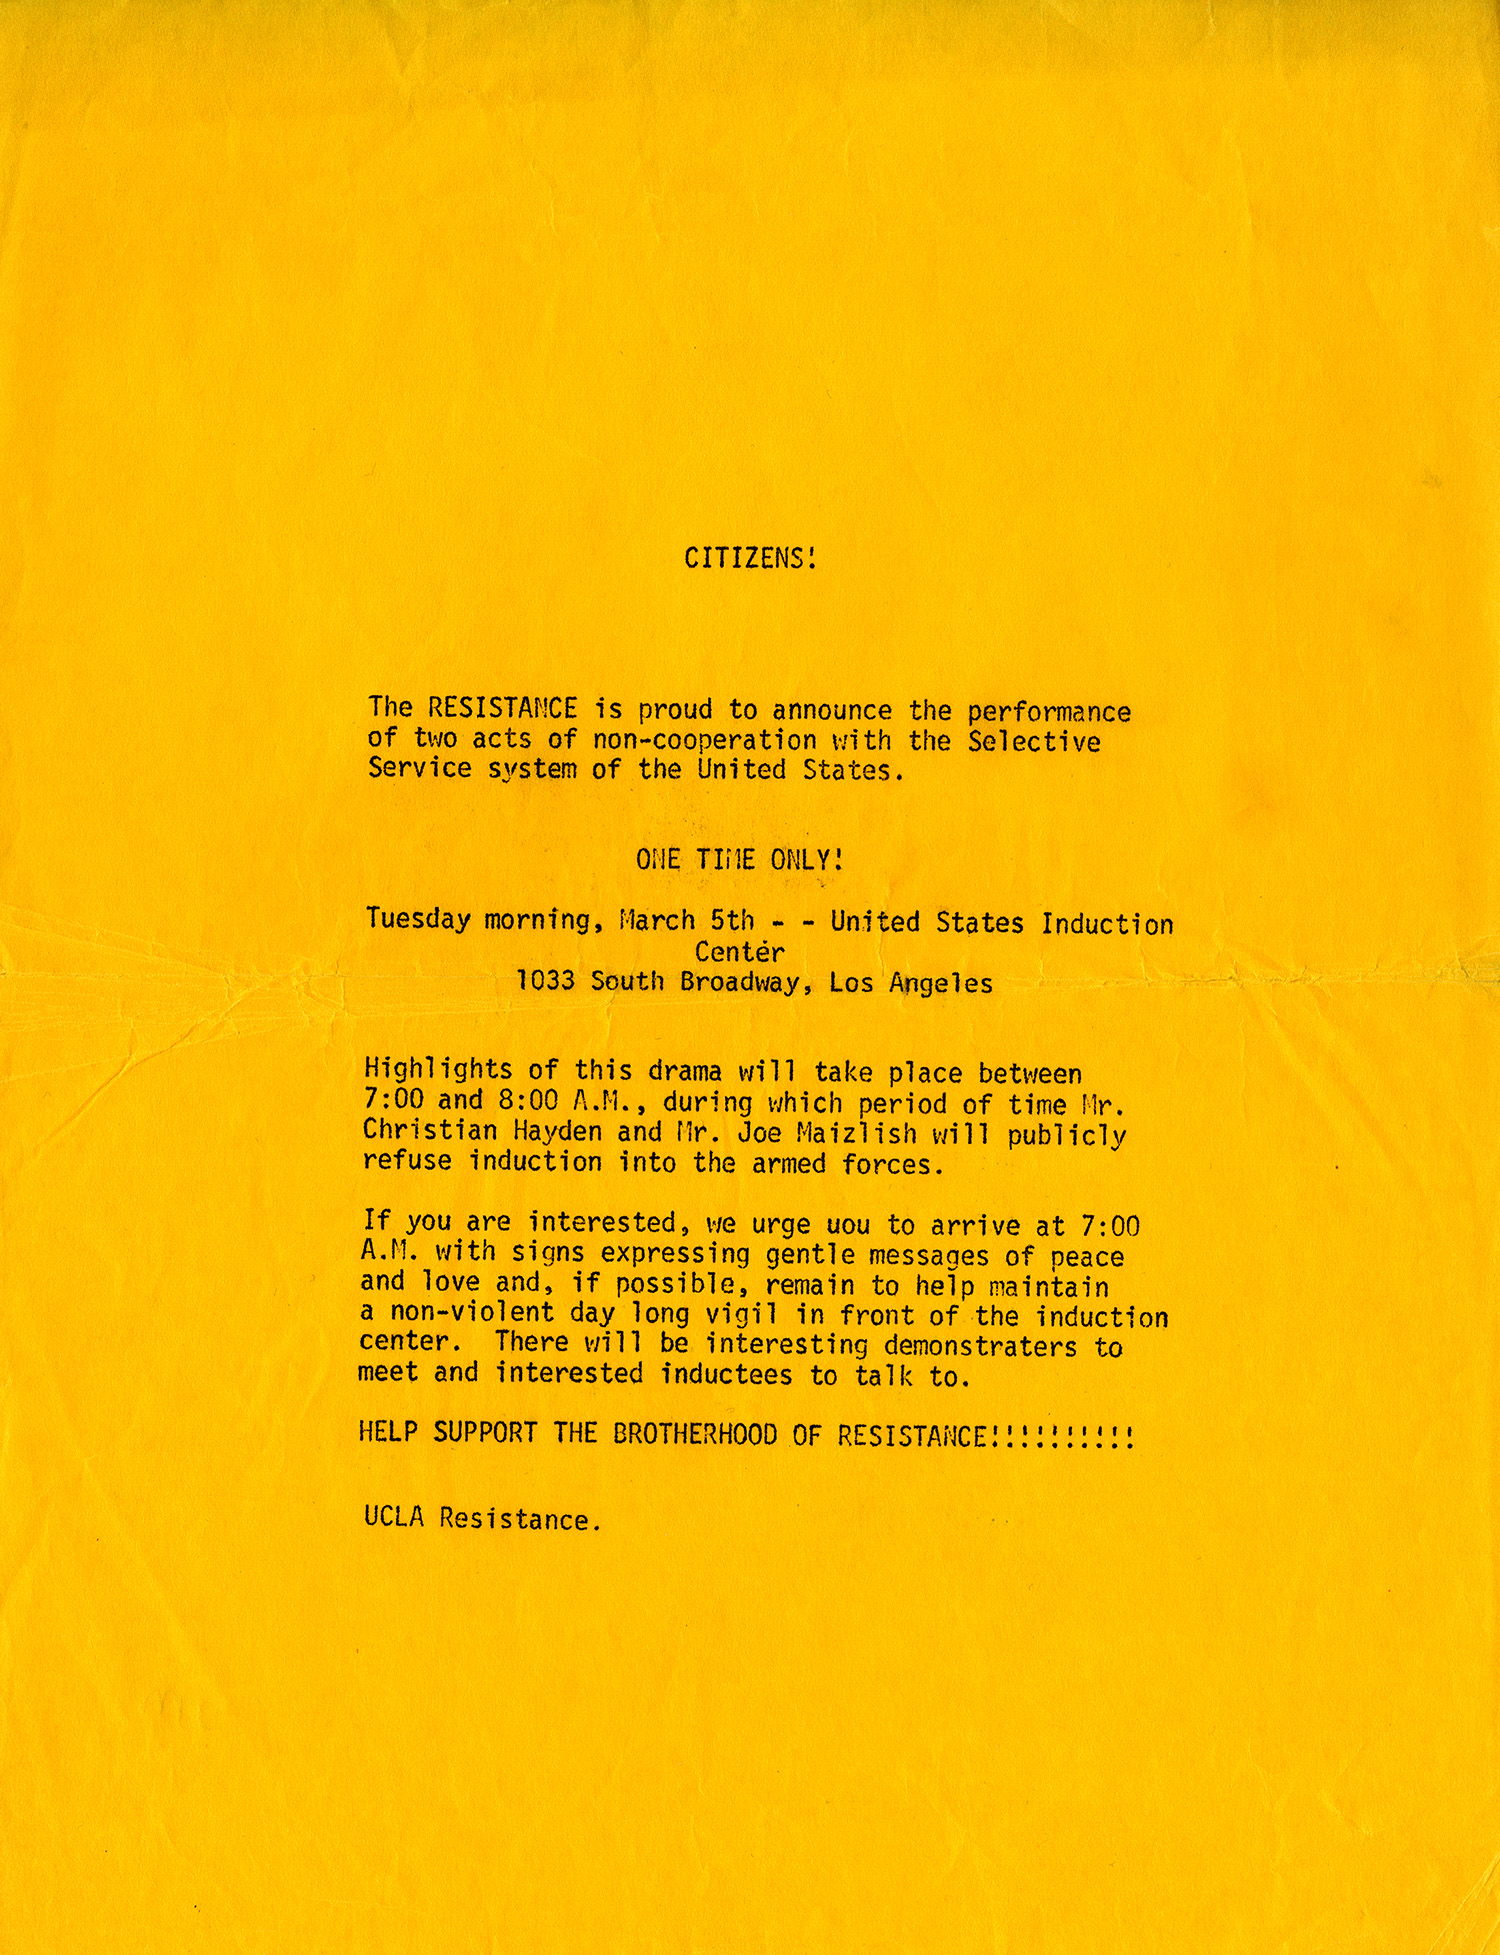 CITIZENS!
The RESISTANCE is proud to announce the performance
of two acts of non-cooperation with the Selective
Service system of the United States.
ONE TIME ONLY!
Tuesday morning, March 5th - - United States Induction
Center
1033 South Broadway, Los Angeles
Highlights of this drama will take place between
7:00 and 8:00 A.M., during which period of time Mr.
Christian Hayden and Mr. Joe Maizlish will publicly
refuse induction into the armed forces.
If you are interested, we urge uou to arrive at 7:00
A.M. with signs expressing gentle messages of peace
and love and, if possible, remain to help maintain
a non-violent day long vigil in front of the induction
center.  There will be interesting demonstraters to
meet and interested inductees to talk to.
HELP SUPPORT THE BROTHERHOOD OF RESISTANCE!!!!!!!!!!
UCLA Resistance.